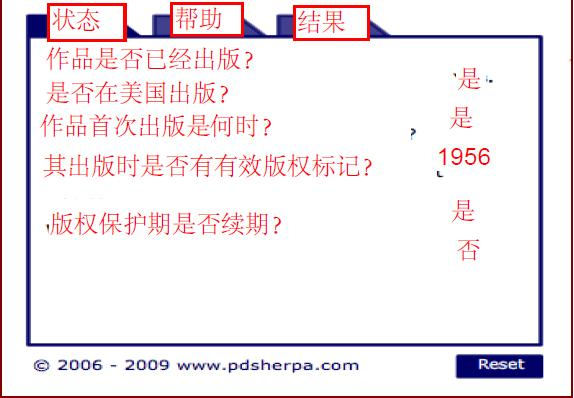 状态 帮助 结果
作品是否已经出版？ 是
是否在美国出版？ 是
作品首次出版是何时？ 1956
其出版时是否有有效版权标记？ 是
版权保护期是否续期？ 否
© 2006 - 2009 www.pdsherpa.com Reset